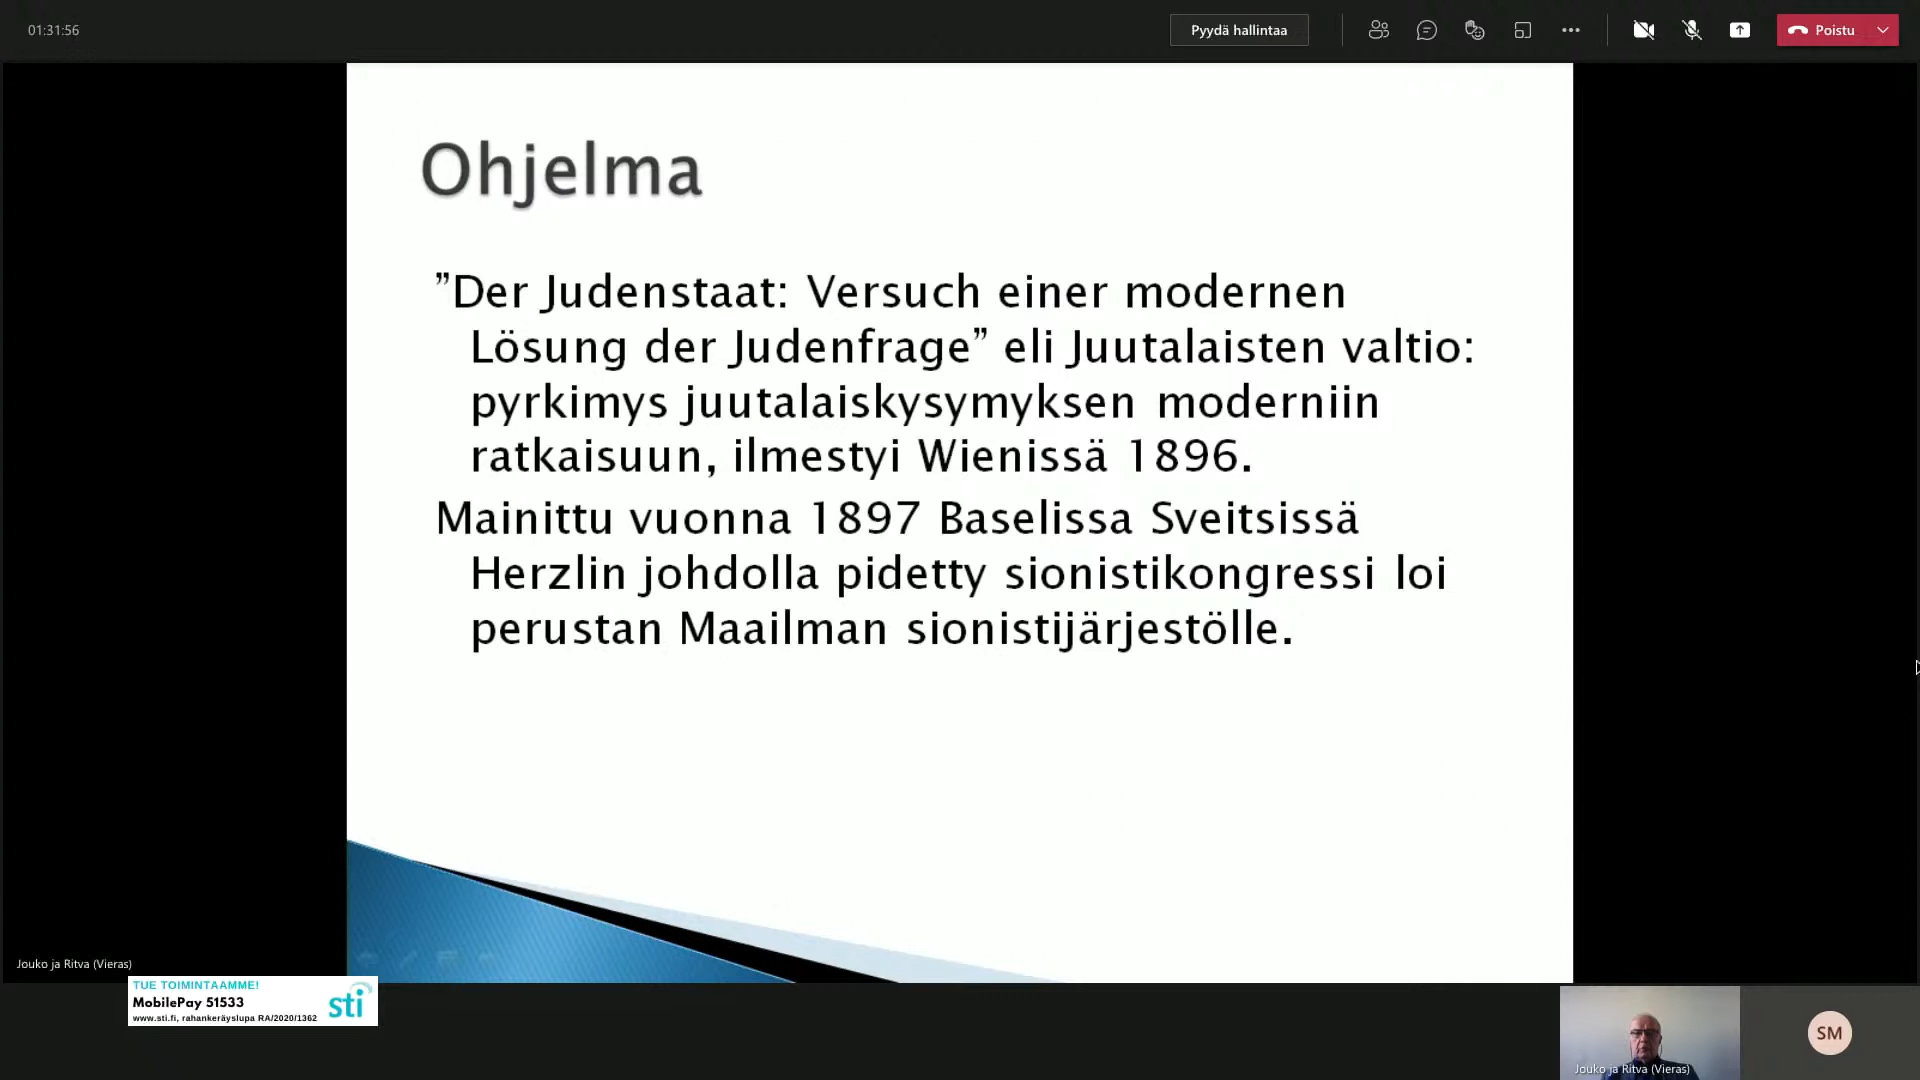 01:31:56
Pyydä hallintaa
Poistu
Ohjelma
”Der Judenstaat: Versuch einer modernen
Lösung der Judenfrage” eli Juutalaisten valtio:
pyrkimys juutalaiskysymyksen moderniin
ratkaisuun, ilmestyi Wienissä 1896.
Mainittu vuonna 1897 Baselissa Sveitsissä
Herzlin johdolla pidetty sionistikongressi loi
perustan Maailman sionistijärjestölle.
Jouko ja Ritva (Vieras)
TUE TOIMINTAAMME!
MobilePay 51533
www.sti.fi, rahankeräyslupa RA/2020/1362
sti
SM
Jouko ja Ritva (Vieras)